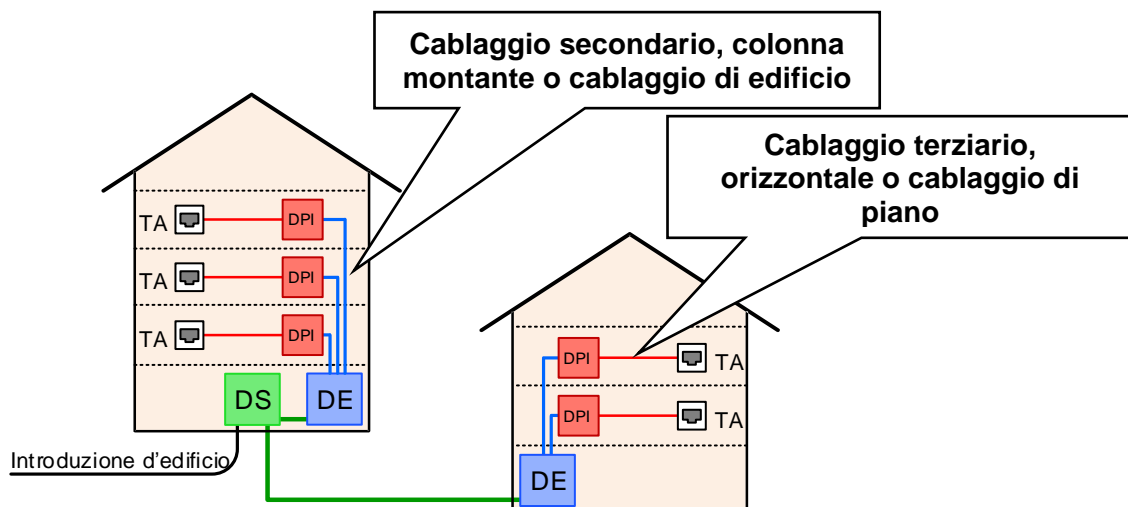 Cablaggio secondario, colonna
montante o cablaggio di edificio
Cablaggio terziario,
orizzontale o cablaggio di
piano
TA DPI
TA DPI
TA DPI
DS DE
Introduzione d'edificio
DPI TA
DPI TA
DE